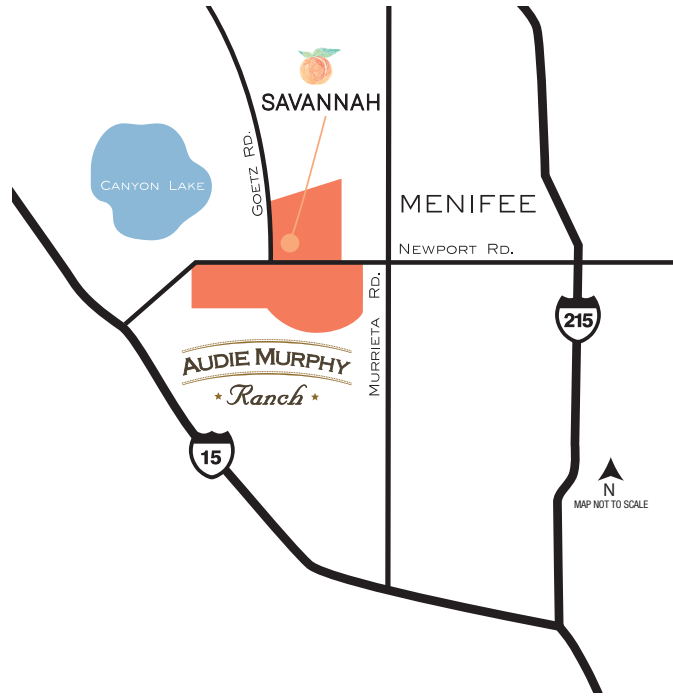 SAVANNAH
GOETZ RD.
CANYON LAKE
MENIFEE
NEWPORT RD.
MURRIETA RD.
215
AUDIE MURPHY
Ranch
15
N
MAP NOT TO SCALE